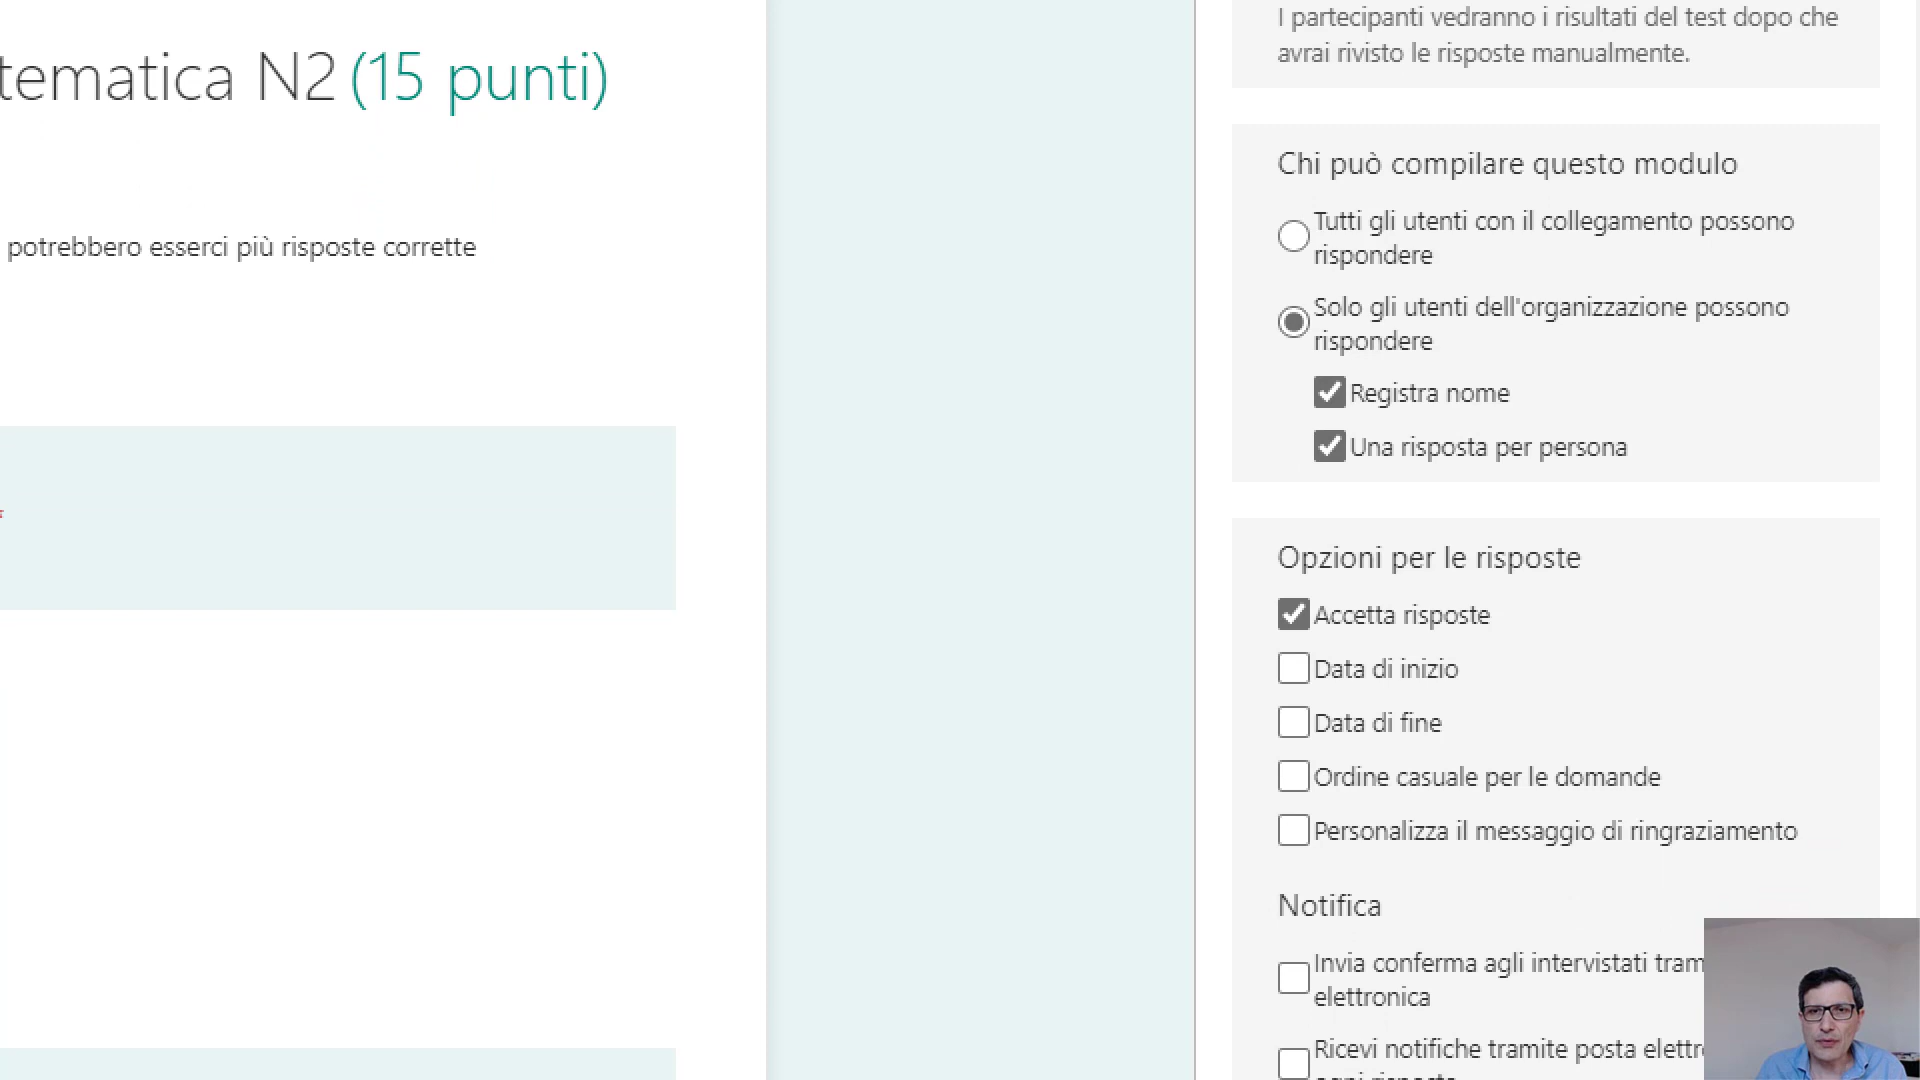 tematica N2 (15 punti)
potrebbero esserci più risposte corrette
*
I partecipanti vedranno i risultati del test dopo che
avrai rivisto le risposte manualmente.
Chi può compilare questo modulo
Tutti gli utenti con il collegamento possono
rispondere
Solo gli utenti dell'organizzazione possono
rispondere
Registra nome
Una risposta per persona
Opzioni per le risposte
Accetta risposte
Data di inizio
Data di fine
Ordine casuale per le domande
Personalizza il messaggio di ringraziamento
Notifica
Invia conferma agli intervistati tram
elettronica
Ricevi notifiche tramite posta elettr